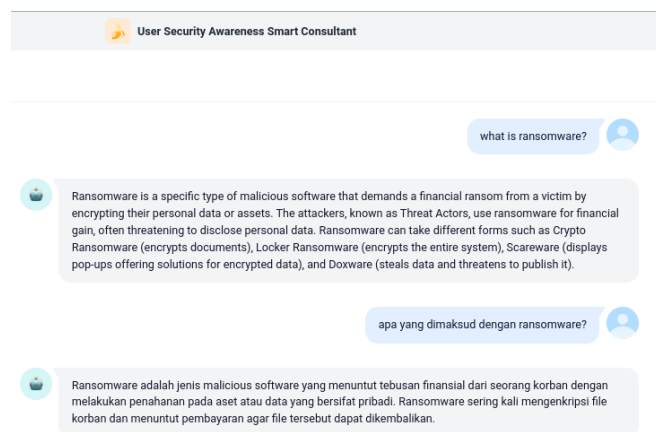 User Security Awareness Smart Consultant
what is ransomware?
Ransomware is a specific type of malicious software that demands a financial ransom from a victim by
encrypting their personal data or assets. The attackers, known as Threat Actors, use ransomware for financial
gain, often threatening to disclose personal data. Ransomware can take different forms such as Crypto
Ransomware (encrypts documents), Locker Ransomware (encrypts the entire system), Scareware (displays
pop-ups offering solutions for encrypted data), and Doxware (steals data and threatens to publish it).
apa yang dimaksud dengan ransomware?
Ransomware adalah jenis malicious software yang menuntut tebusan finansial dari seorang korban dengan
melakukan penahanan pada aset atau data yang bersifat pribadi. Ransomware sering kali mengenkripsi file
korban dan menuntut pembayaran agar file tersebut dapat dikembalikan.